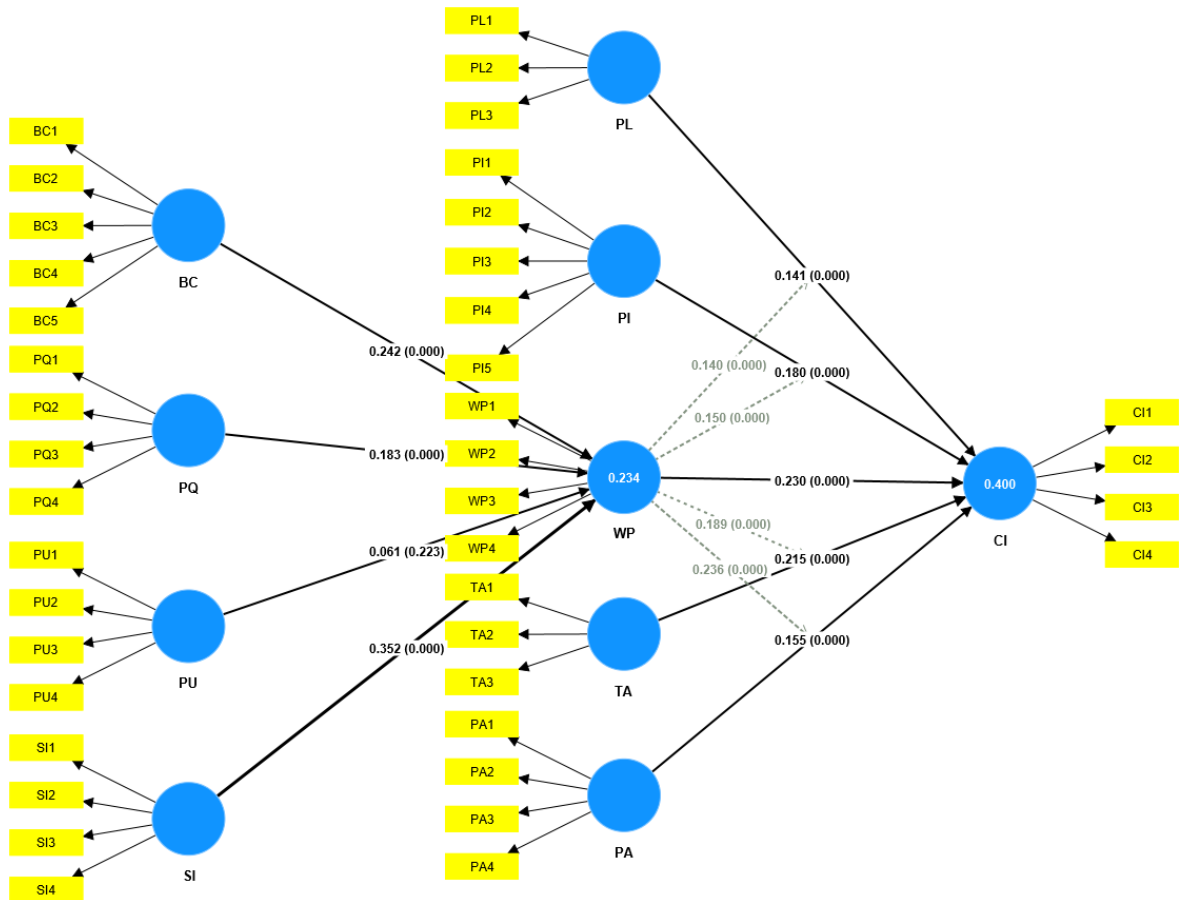 PL1
PL2
PL3
PL
BC1
BC2
BC3
BC4
BC5
BC
PI1
PI2
PI3
PI4
PI5
PI
0.141 (0.000)
0.242 (0.000)
0.140 (0.000)
0.180 (0.000)
0.150 (0.000)
PQ1
PQ2
PQ3
PQ4
PQ
0.183 (0.000)
WP1
WP2
WP3
WP4
0.234
WP
0.230 (0.000)
0.400
CI
CI1
CI2
CI3
CI4
0.189 (0.000)
0.215 (0.000)
0.236 (0.000)
PU1
PU2
PU3
PU4
PU
0.061 (0.223)
0.352 (0.000)
TA1
TA2
TA3
TA
0.155 (0.000)
SI1
SI2
SI3
SI4
SI
PA1
PA2
PA3
PA4
PA